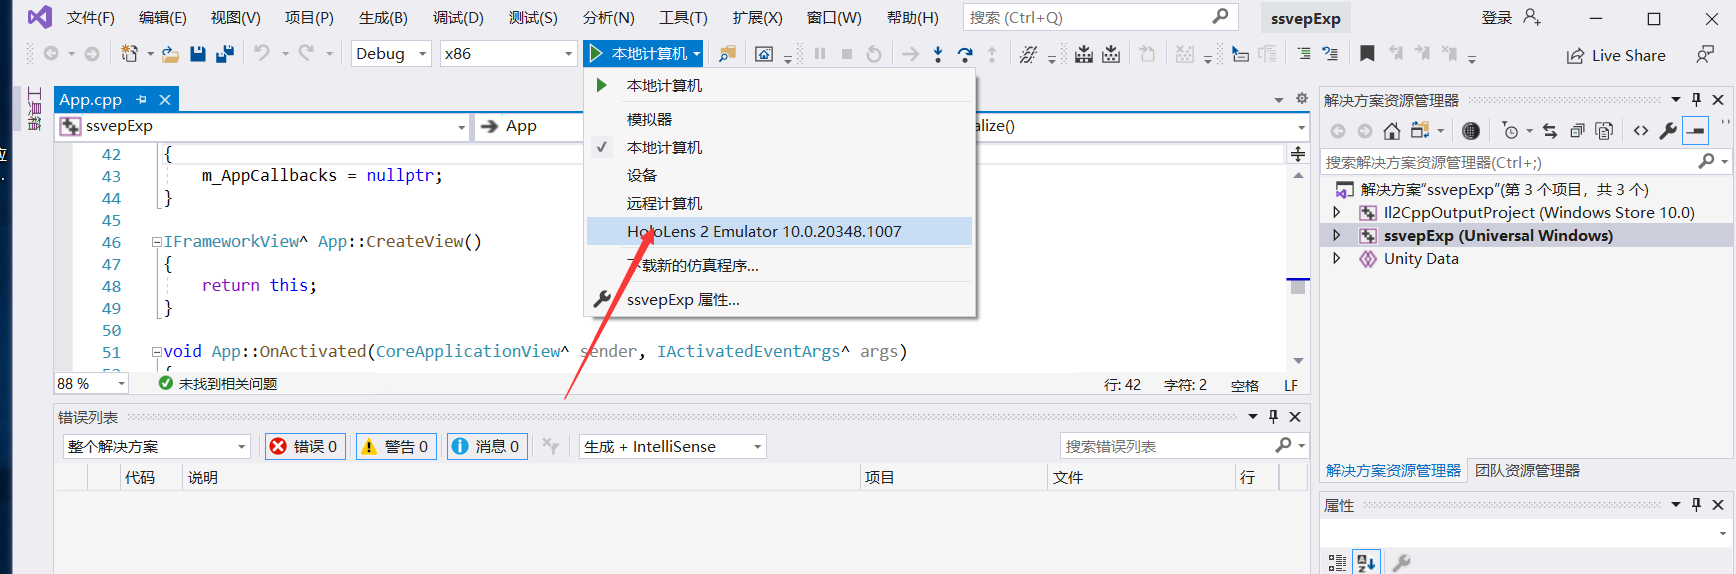 文件(F) 编辑(E) 视图(V) 项目(P) 生成(B) 调试(D) 测试(S) 分析(N) 工具(T) 扩展(X) 窗口(W) 帮助(H) 搜索 (Ctrl+Q) ssvepExp 登录
Debug x86 本地计算机 Live Share
工具箱
App.cpp
ssvepExp App alize()
本地计算机
模拟器
本地计算机
设备
远程计算机
HoloLens 2 Emulator 10.0.20348.1007
下载新的仿真程序...
ssvepExp 属性...
42 {
43 m_AppCallbacks = nullptr;
44 }
45
46 IFrameworkView^ App::CreateView()
47 {
48 return this;
49 }
50
51 void App::OnActivated(CoreApplicationView^ sender, IActivatedEventArgs^ args)
{
88 % 未找到相关问题 行: 42 字符: 2 空格 LF
错误列表
整个解决方案 错误 0 警告 0 消息 0 生成 + IntelliSense 搜索错误列表
代码 说明 项目 文件 行
解决方案资源管理器
搜索解决方案资源管理器(Ctrl+;)
解决方案"ssvepExp"(第 3 个项目，共 3 个)
Il2CppOutputProject (Windows Store 10.0)
ssvepExp (Universal Windows)
Unity Data
解决方案资源管理器 团队资源管理器
属性